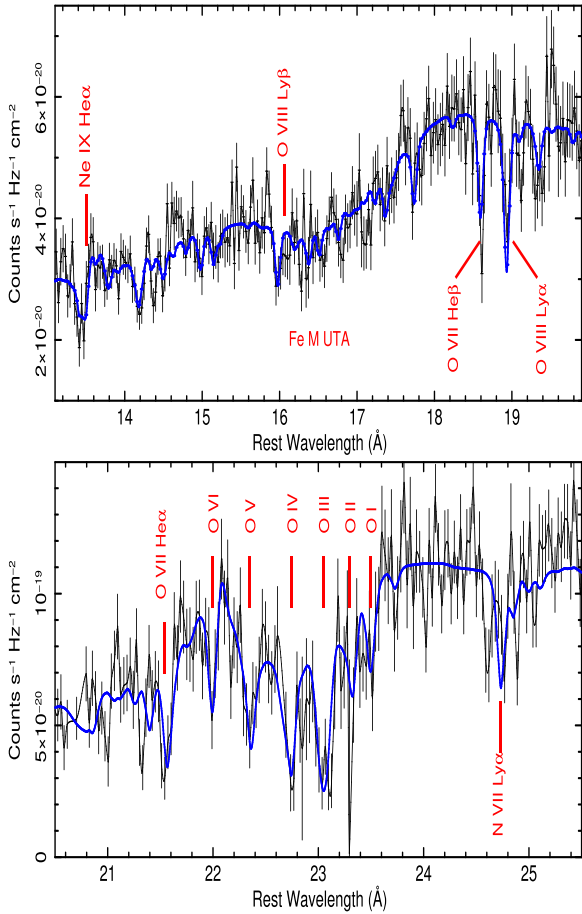 Counts s⁻¹ Hz⁻¹ cm⁻²
6×10⁻²⁰
4×10⁻²⁰
2×10⁻²⁰
Ne IX Heα
O VIII Lyβ
Fe M UTA
O VII Heβ
O VIII Lyα
14 15 16 17 18 19
Rest Wavelength (Å)
Counts s⁻¹ Hz⁻¹ cm⁻²
10⁻¹⁹
5×10⁻²⁰
0
O VII Heα
O VI
O V
O IV
O III
O II
O I
N VII Lyα
21 22 23 24 25
Rest Wavelength (Å)